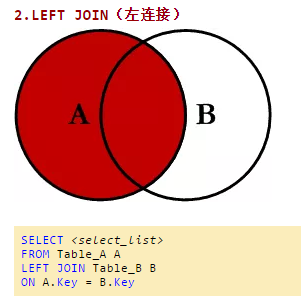 2.LEFT JOIN（左连接）
A B
SELECT <select_list>
FROM Table_A A
LEFT JOIN Table_B B
ON A.Key = B.Key